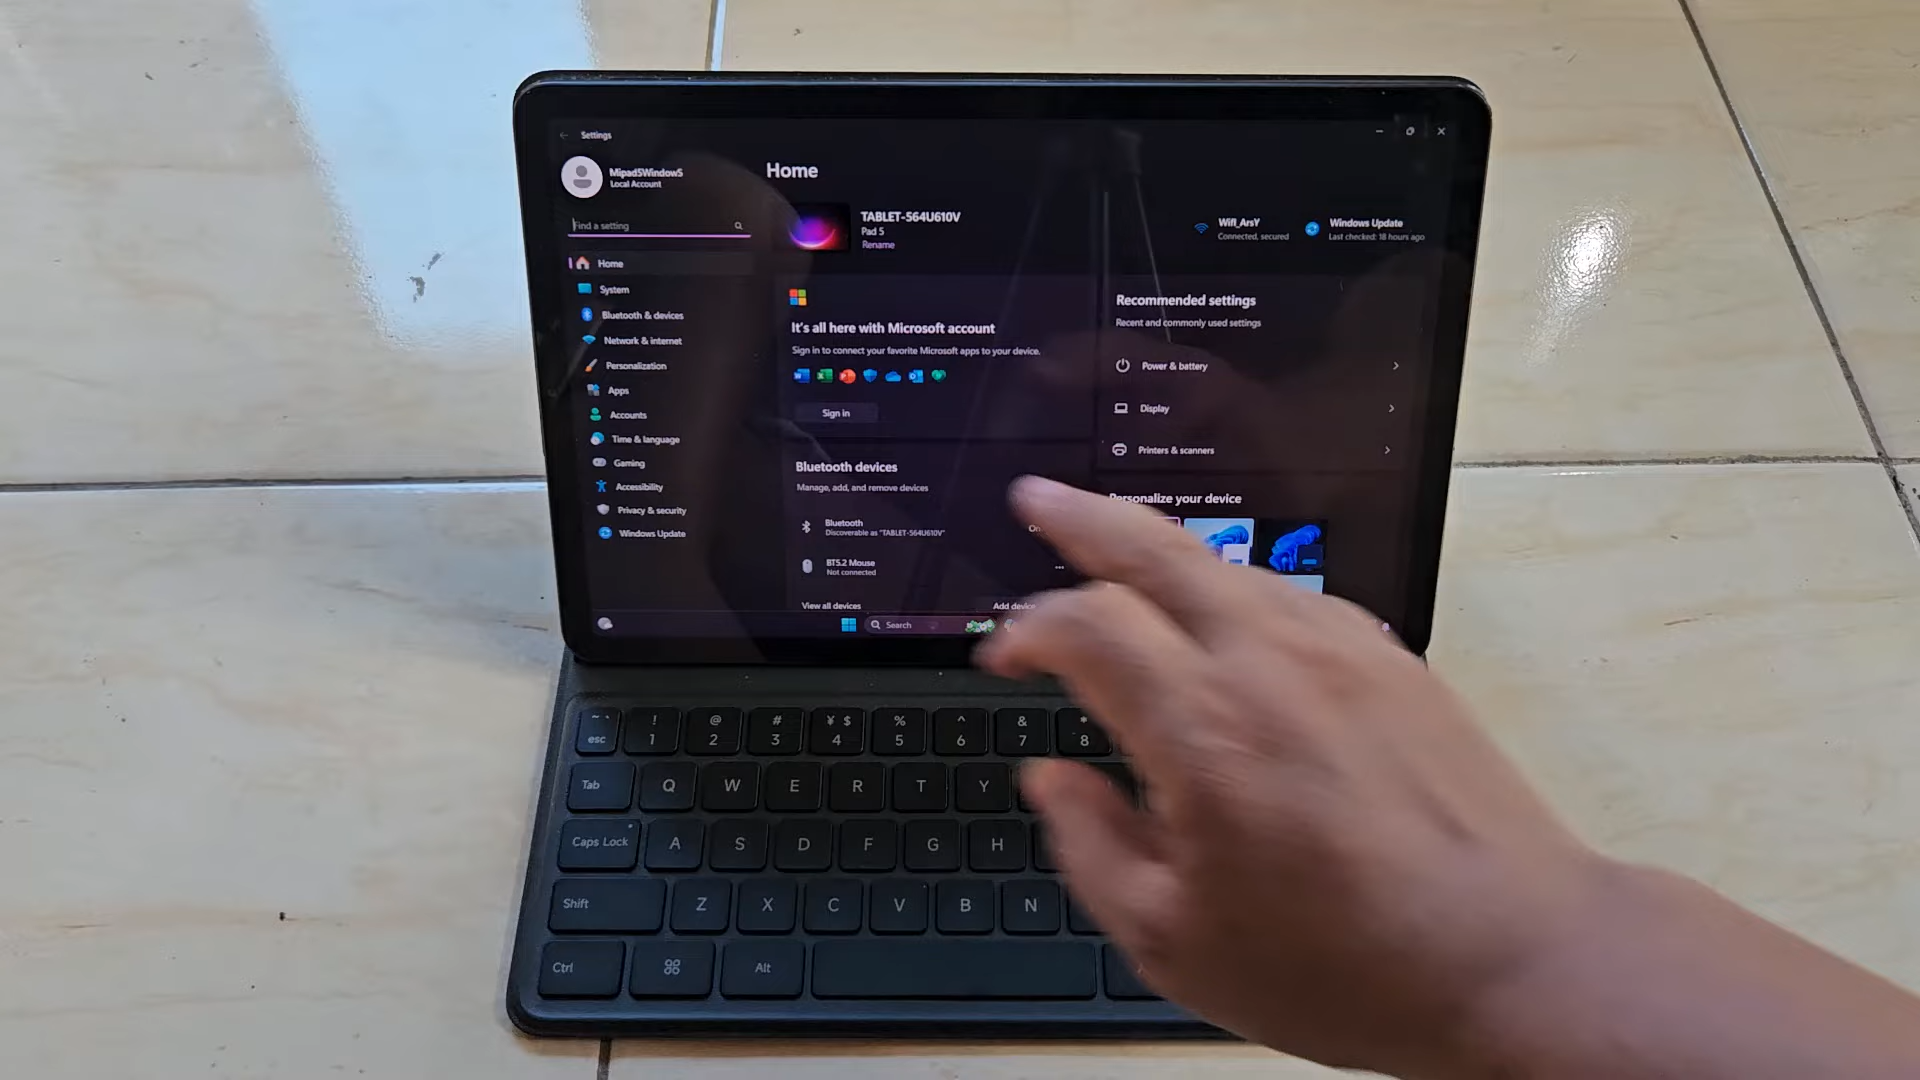 Settings
Mipad5Window5
Local Account
Find a setting
Home
System
Bluetooth & devices
Network & internet
Personalization
Apps
Accounts
Time & language
Gaming
Accessibility
Privacy & security
Windows Update
Home
TABLET-564U610V
Pad 5
Rename
Wifi_ArsY
Connected, secured
Windows Update
Last checked: 18 hours ago
It's all here with Microsoft account
Sign in to connect your favorite Microsoft apps to your device.
Sign in
Bluetooth devices
Manage, add, and remove devices
Bluetooth
Discoverable as "TABLET-564U610V"
BT5.2 Mouse
Not connected
View all devices
Add device
Recommended settings
Recent and commonly used settings
Power & battery
Display
Printers & scanners
Personalize your device
Search
~ ` ! @ # ¥ $ % ^ & *
esc 1 2 3 4 5 6 7 8
Tab Q W E R T Y
Caps Lock A S D F G H
Shift Z X C V B N
Ctrl ⌘ Alt